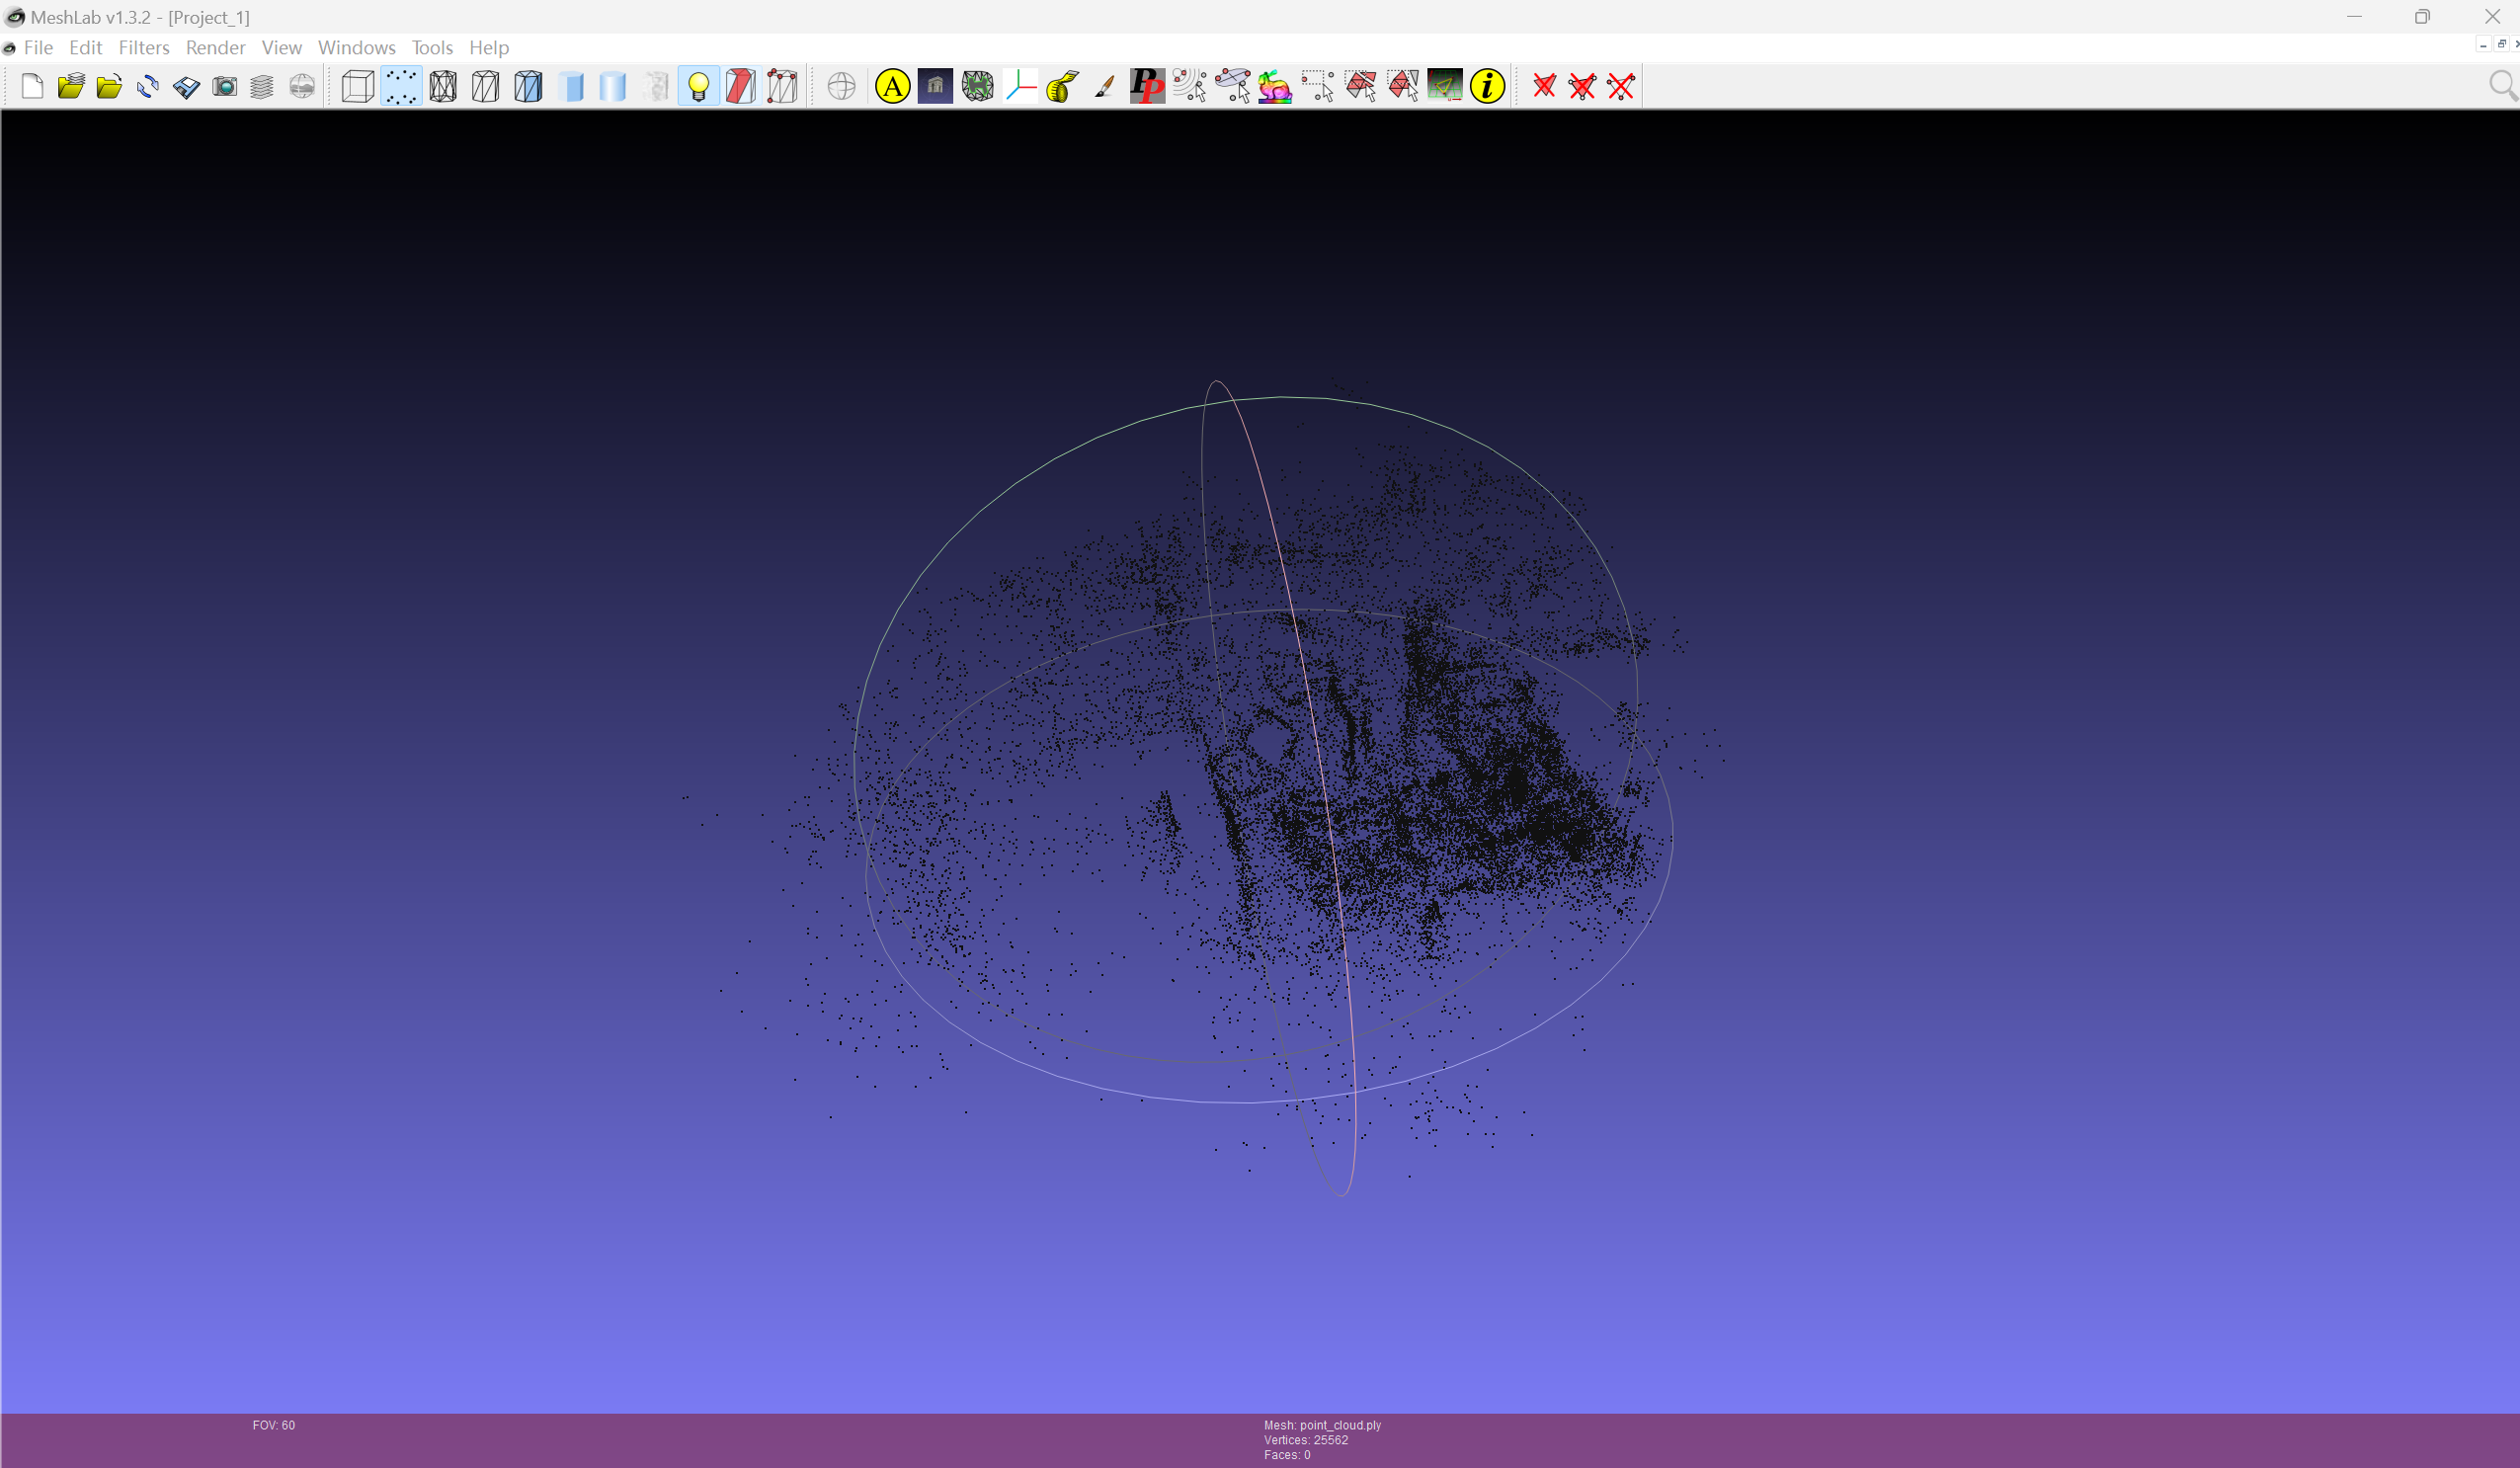 MeshLab v1.3.2 - [Project_1]
File Edit Filters Render View Windows Tools Help
A
PP
i
FOV: 60
Mesh: point_cloud.ply
Vertices: 25562
Faces: 0